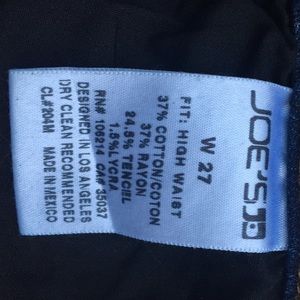 JOE'S
W 27
FIT: HIGH WAIST
37% COTTON/COTON
37% RAYON
24.5% TENCEL
1.5% LYCRA
RN# 106214 CA# 35037
DESIGNED IN LOS ANGELES
DRY CLEAN RECOMMENDED
CL#204M MADE IN MEXICO